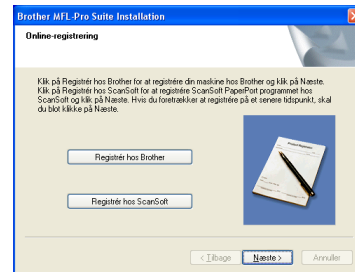 Brother MFL-Pro Suite Installation
Online-registrering
Klik på Registrér hos Brother for at registrére din maskine hos Brother og klik på Næste.
Klik på Registrér hos ScanSoft for at registrére ScanSoft PaperPort programmet hos
ScanSoft og klik på Næste. Hvis du foretrækker at registrére på et senere tidspunkt, skal
du blot klikke på Næste.
Registrér hos Brother
Registrér hos ScanSoft
< Tilbage
Næste >
Annuller